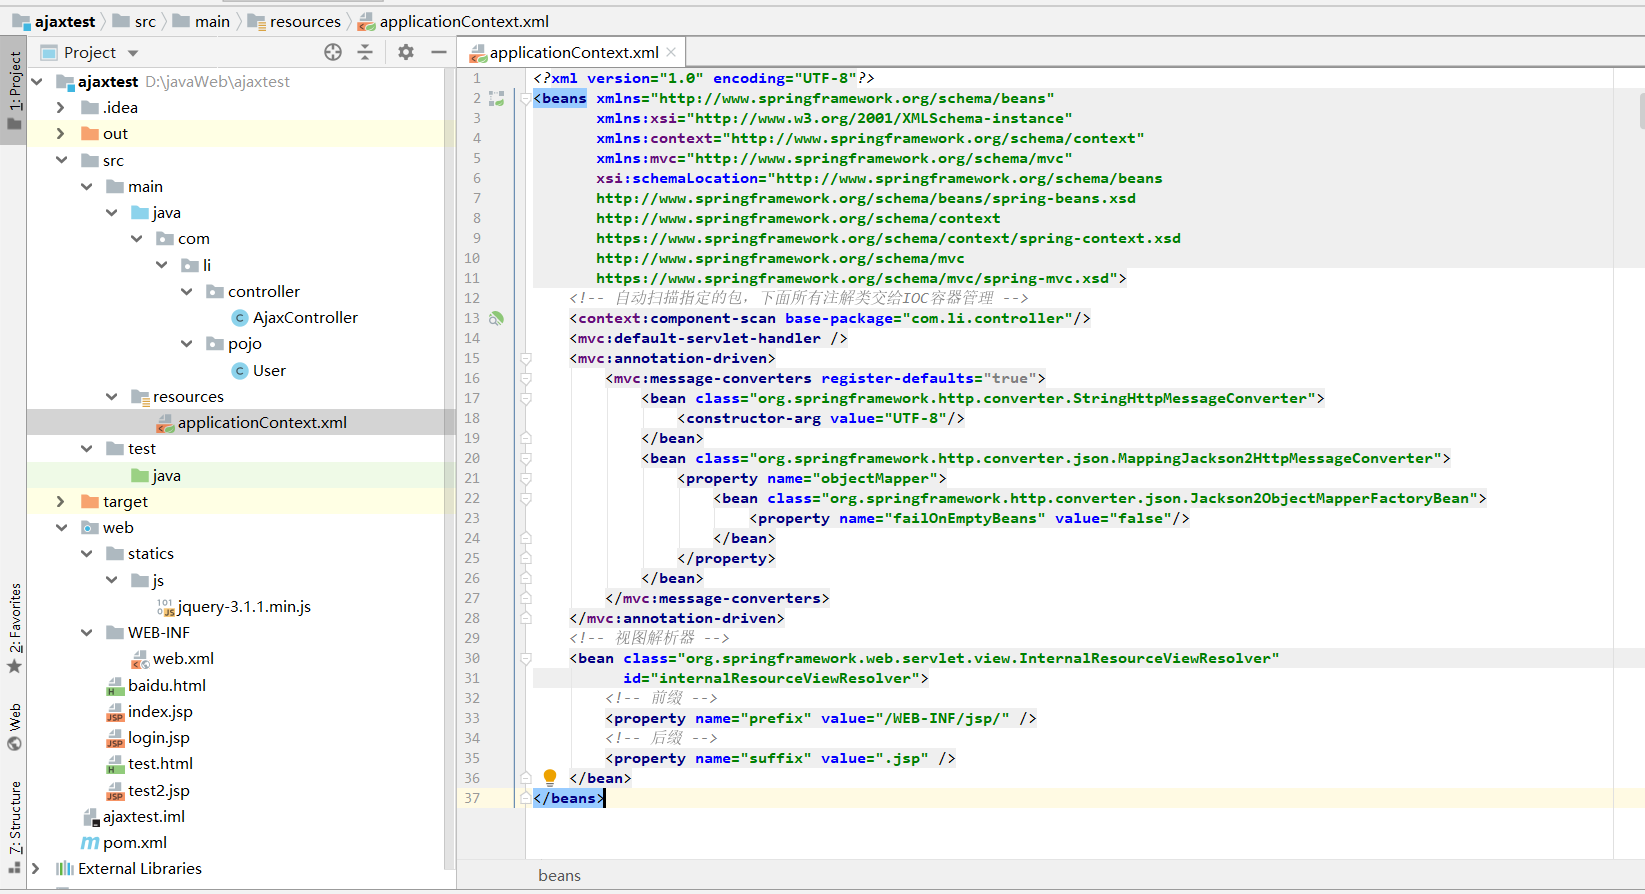 ajaxtest
src
main
resources
applicationContext.xml
Project
applicationContext.xml
1: Project
2: Favorites
Web
7: Structure
ajaxtest D:\javaWeb\ajaxtest
.idea
out
src
main
java
com
li
controller
AjaxController
pojo
User
resources
applicationContext.xml
test
java
target
web
statics
js
jquery-3.1.1.min.js
WEB-INF
web.xml
baidu.html
index.jsp
login.jsp
test.html
test2.jsp
ajaxtest.iml
pom.xml
External Libraries
1 <?xml version="1.0" encoding="UTF-8"?>
2 <beans xmlns="http://www.springframework.org/schema/beans"
3 xmlns:xsi="http://www.w3.org/2001/XMLSchema-instance"
4 xmlns:context="http://www.springframework.org/schema/context"
5 xmlns:mvc="http://www.springframework.org/schema/mvc"
6 xsi:schemaLocation="http://www.springframework.org/schema/beans
7 http://www.springframework.org/schema/beans/spring-beans.xsd
8 http://www.springframework.org/schema/context
9 https://www.springframework.org/schema/context/spring-context.xsd
10 http://www.springframework.org/schema/mvc
11 https://www.springframework.org/schema/mvc/spring-mvc.xsd">
12 <!-- 自动扫描指定的包，下面所有注解类交给IOC容器管理 -->
13 <context:component-scan base-package="com.li.controller"/>
14 <mvc:default-servlet-handler />
15 <mvc:annotation-driven>
16 <mvc:message-converters register-defaults="true">
17 <bean class="org.springframework.http.converter.StringHttpMessageConverter">
18 <constructor-arg value="UTF-8"/>
19 </bean>
20 <bean class="org.springframework.http.converter.json.MappingJackson2HttpMessageConverter">
21 <property name="objectMapper">
22 <bean class="org.springframework.http.converter.json.Jackson2ObjectMapperFactoryBean">
23 <property name="failOnEmptyBeans" value="false"/>
24 </bean>
25 </property>
26 </bean>
27 </mvc:message-converters>
28 </mvc:annotation-driven>
29 <!-- 视图解析器 -->
30 <bean class="org.springframework.web.servlet.view.InternalResourceViewResolver"
31 id="internalResourceViewResolver">
32 <!-- 前缀 -->
33 <property name="prefix" value="/WEB-INF/jsp/" />
34 <!-- 后缀 -->
35 <property name="suffix" value=".jsp" />
36 </bean>
37 </beans>
beans